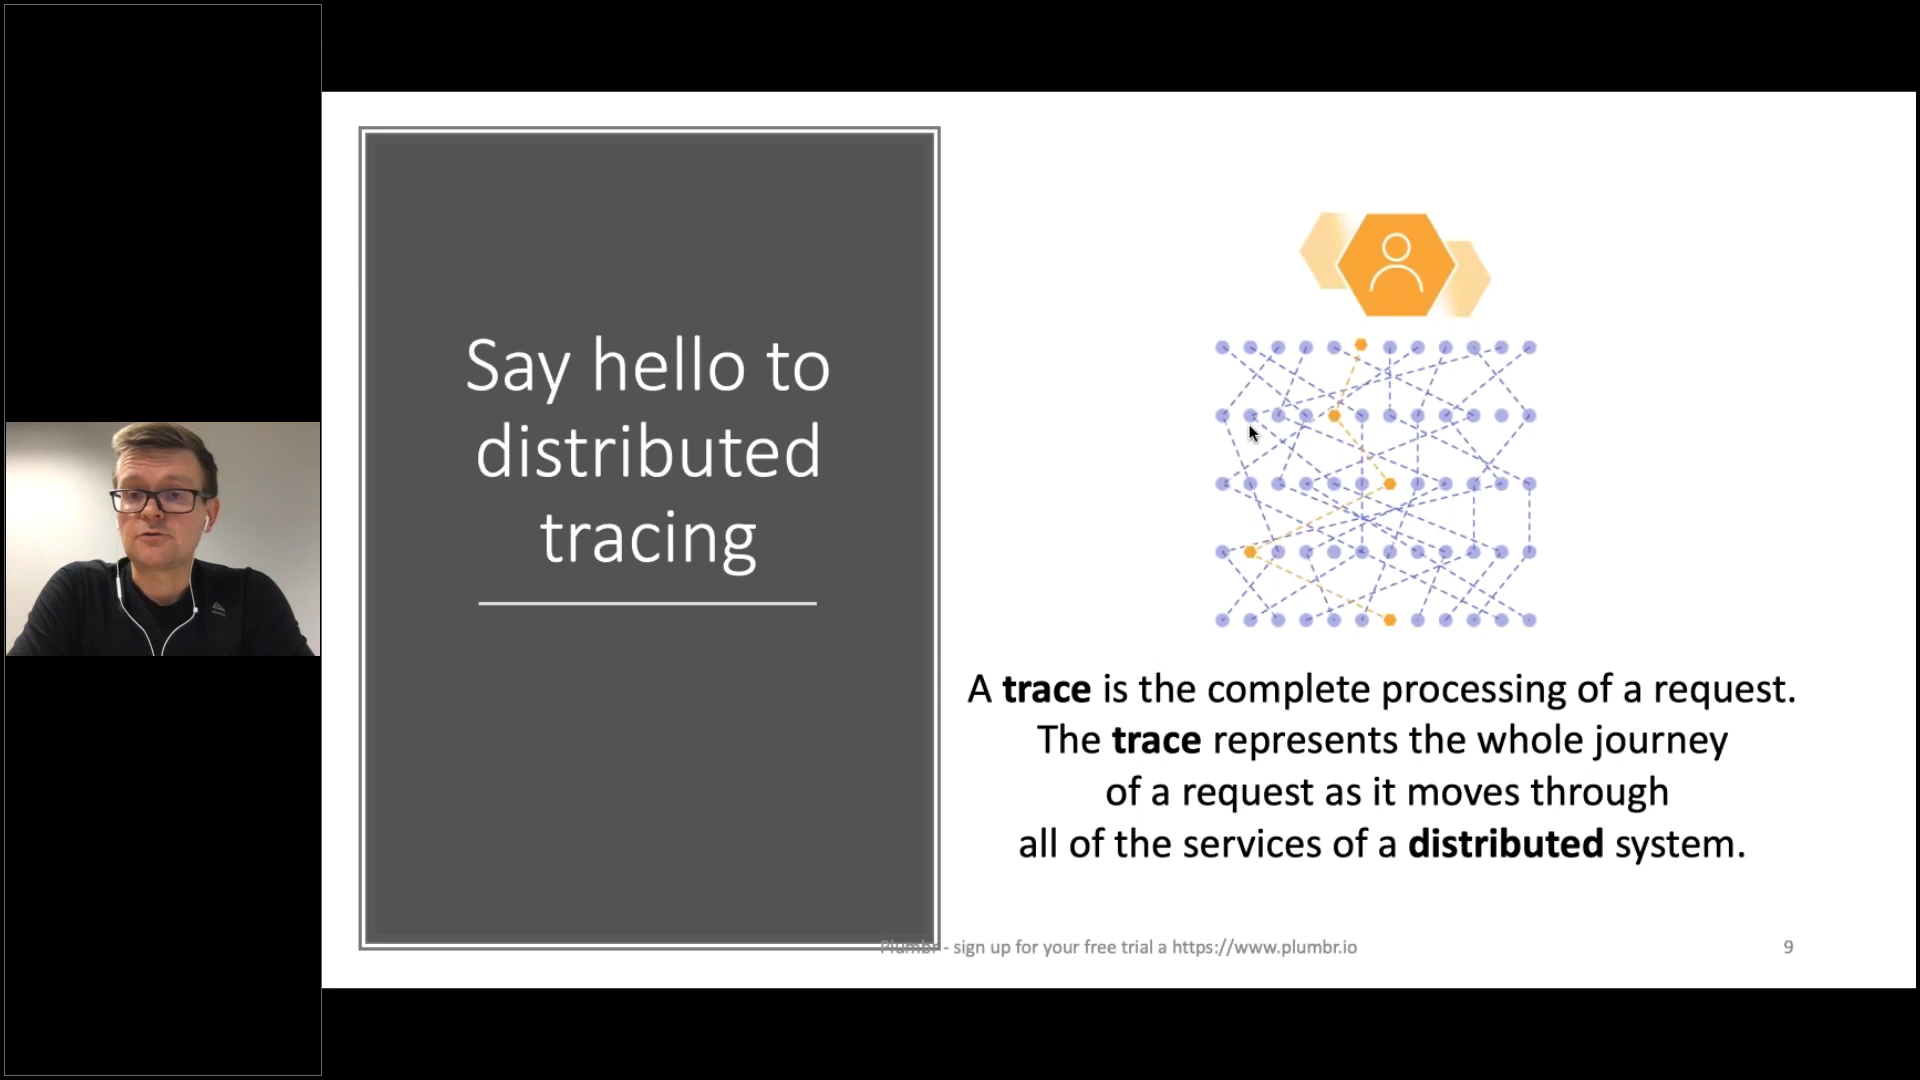 Say hello to
distributed
tracing
A trace is the complete processing of a request.
The trace represents the whole journey
of a request as it moves through
all of the services of a distributed system.
Plumbr - sign up for your free trial a https://www.plumbr.io
9